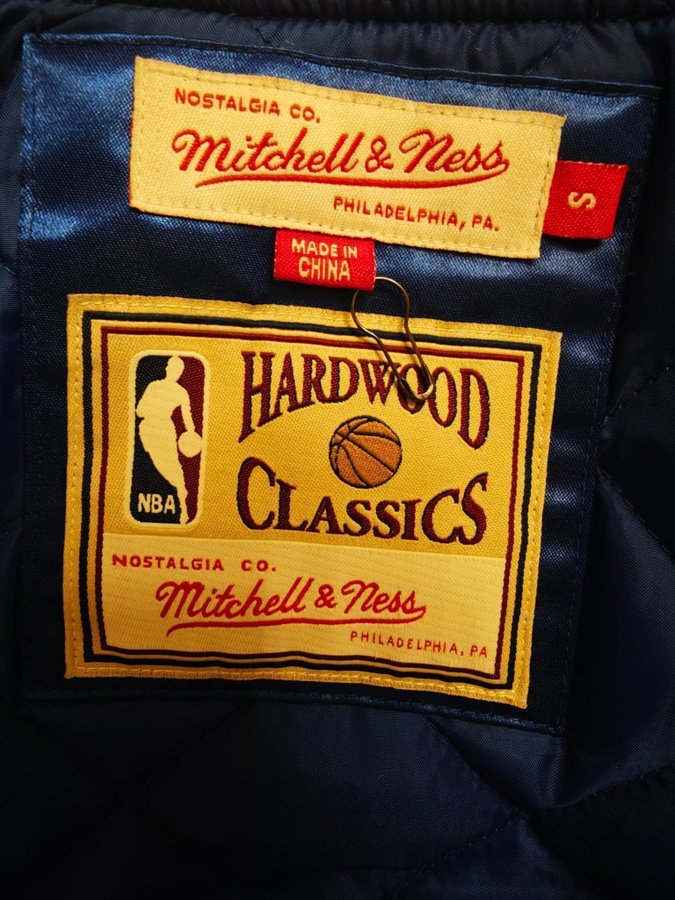 NOSTALGIA CO.
Mitchell & Ness
PHILADELPHIA, PA.
S
MADE IN
CHINA
HARDWOOD
CLASSICS
NBA
NOSTALGIA CO.
Mitchell & Ness
PHILADELPHIA, PA